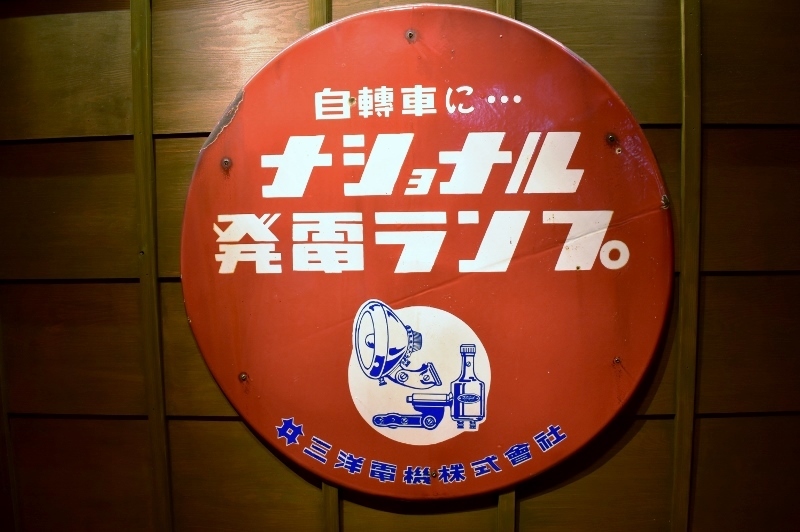 自轉車に…
ナショナル
発電ランプ
三洋電機株式會社